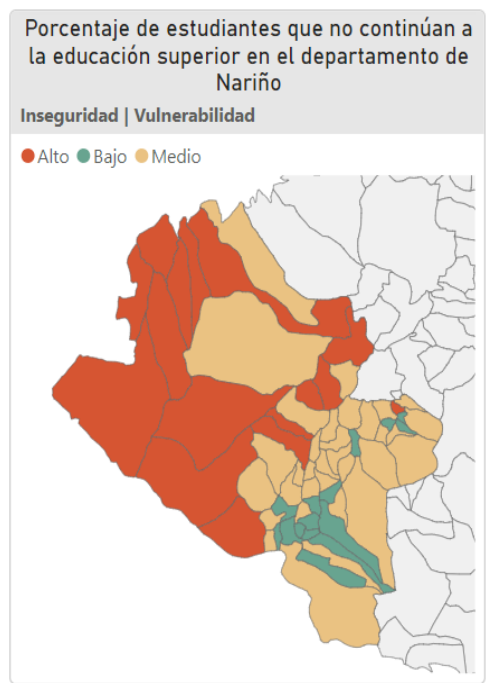 Porcentaje de estudiantes que no continúan a
la educación superior en el departamento de
Nariño
Inseguridad | Vulnerabilidad
Alto Bajo Medio